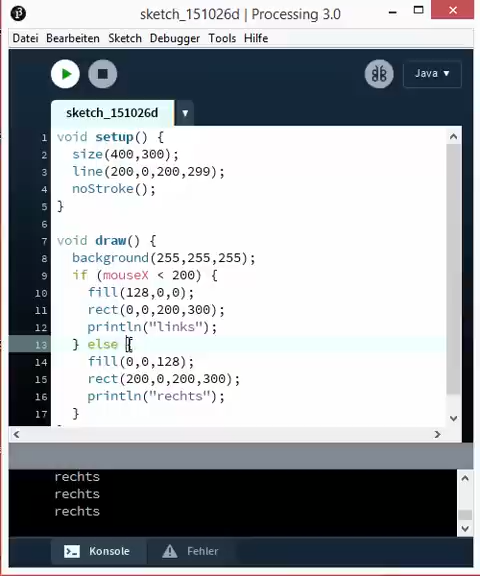 sketch_151026d | Processing 3.0
Datei Bearbeiten Sketch Debugger Tools Hilfe
Java
sketch_151026d
1 void setup() {
2 size(400,300);
3 line(200,0,200,299);
4 noStroke();
5 }
6
7 void draw() {
8 background(255,255,255);
9 if (mouseX < 200) {
10 fill(128,0,0);
11 rect(0,0,200,300);
12 println("links");
13 } else {
14 fill(0,0,128);
15 rect(200,0,200,300);
16 println("rechts");
17 }
rechts
rechts
rechts
Konsole Fehler